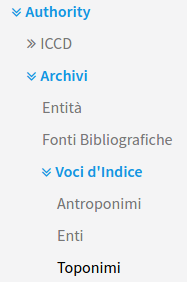 Authority
ICCD
Archivi
Entità
Fonti Bibliografiche
Voci d'Indice
Antroponimi
Enti
Toponimi